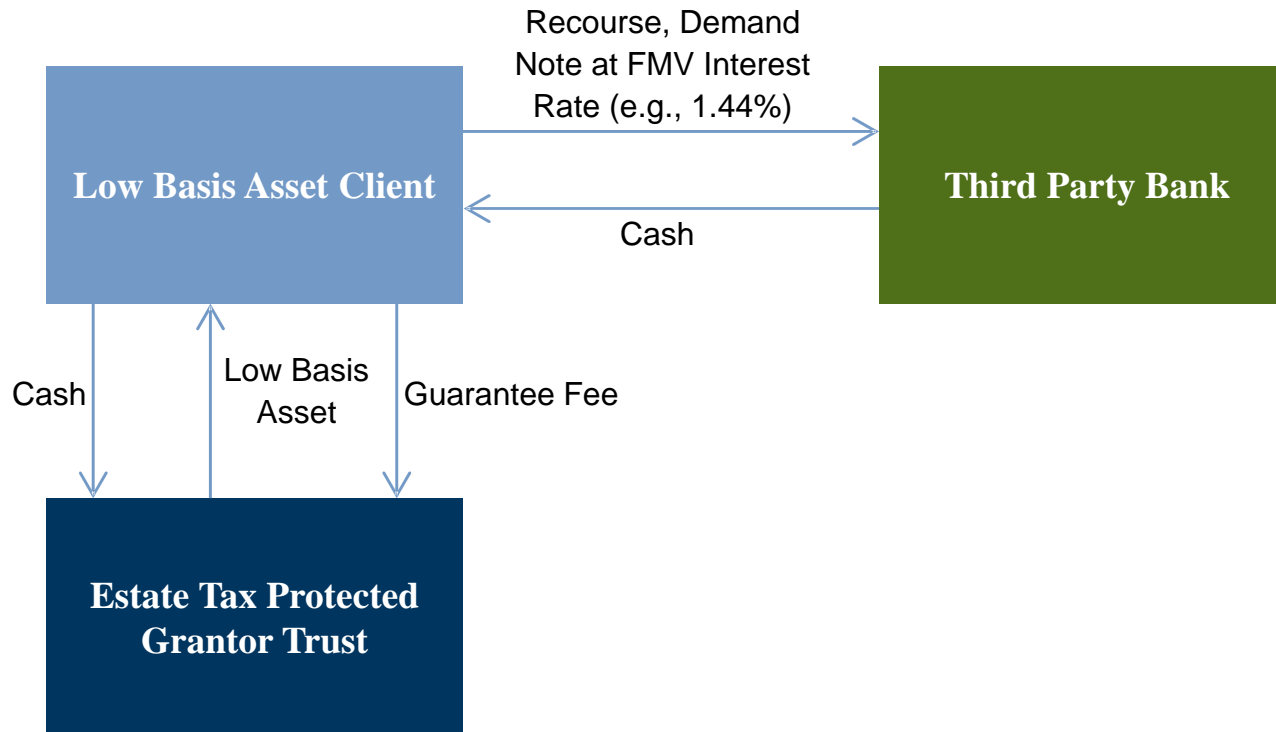 Recourse, Demand
Note at FMV Interest
Rate (e.g., 1.44%)
Low Basis Asset Client
Third Party Bank
Cash
Cash
Low Basis
Asset
Guarantee Fee
Estate Tax Protected
Grantor Trust